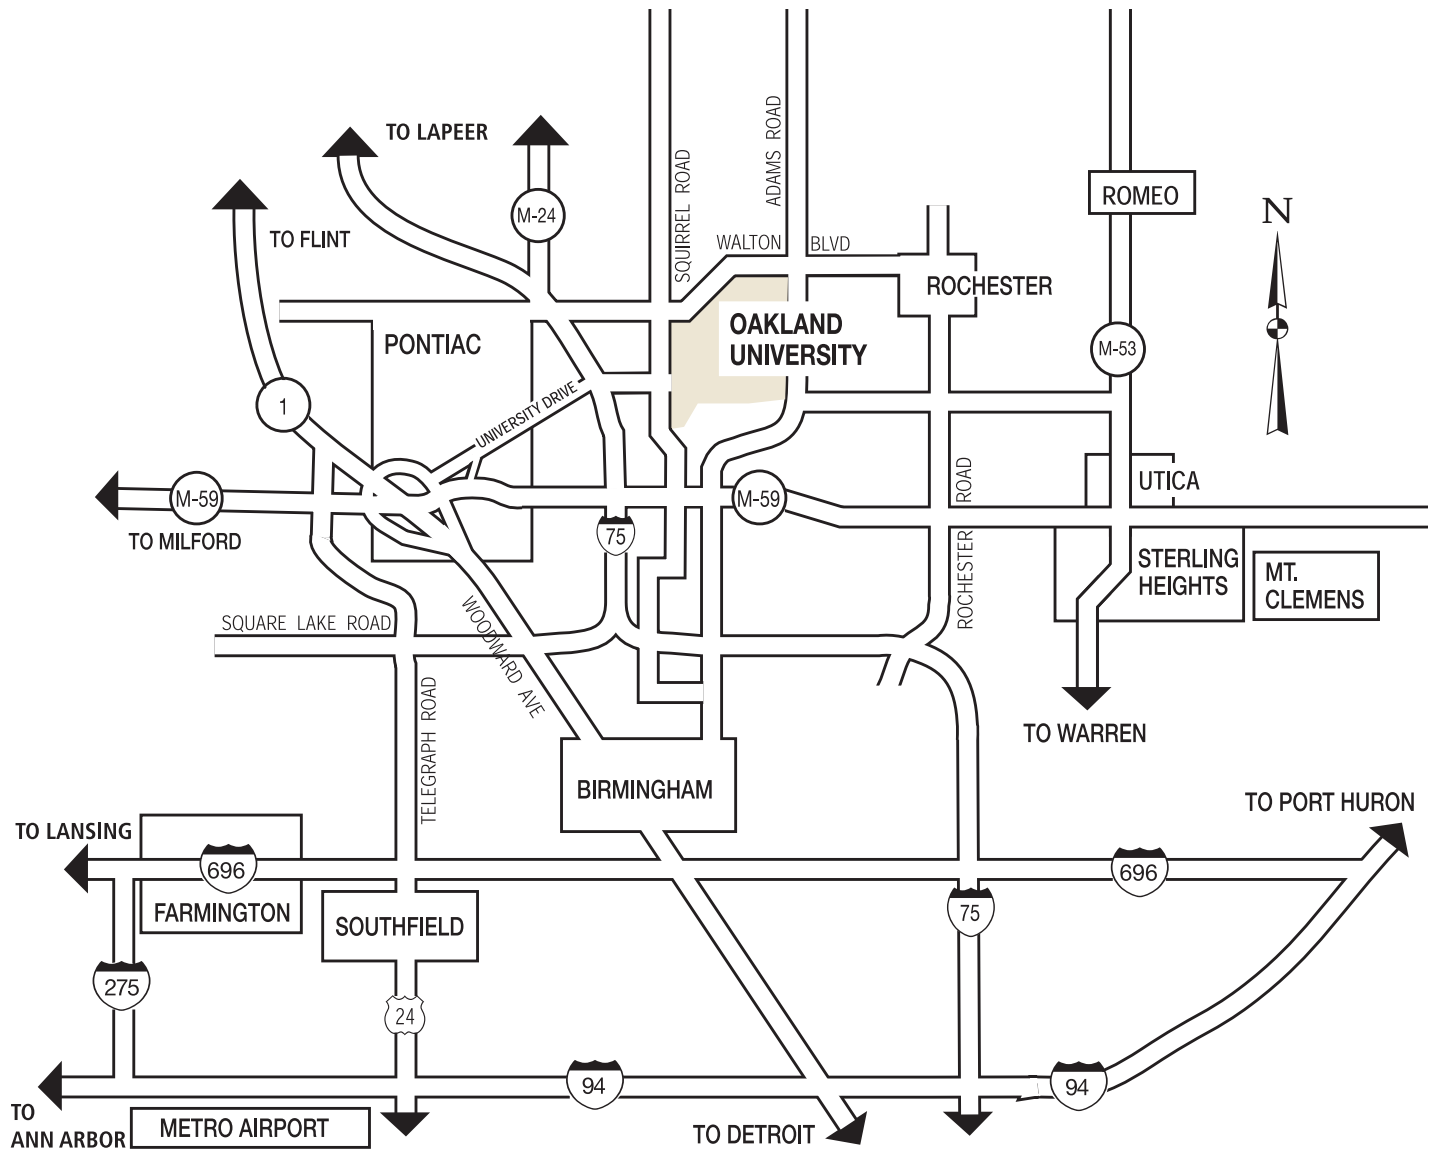 TO LAPEER
M-24
SQUIRREL ROAD
ADAMS ROAD
ROMEO
N
TO FLINT
WALTON
BLVD
ROCHESTER
PONTIAC
OAKLAND
UNIVERSITY
M-53
1
UNIVERSITY DRIVE
M-59
TO MILFORD
75
M-59
ROCHESTER ROAD
ROAD
UTICA
STERLING
HEIGHTS
MT.
CLEMENS
SQUARE LAKE ROAD
WOODWARD AVE
TELEGRAPH ROAD
TO WARREN
BIRMINGHAM
TO PORT HURON
TO LANSING
696
696
FARMINGTON
SOUTHFIELD
75
275
24
94
94
TO
ANN ARBOR
METRO AIRPORT
TO DETROIT